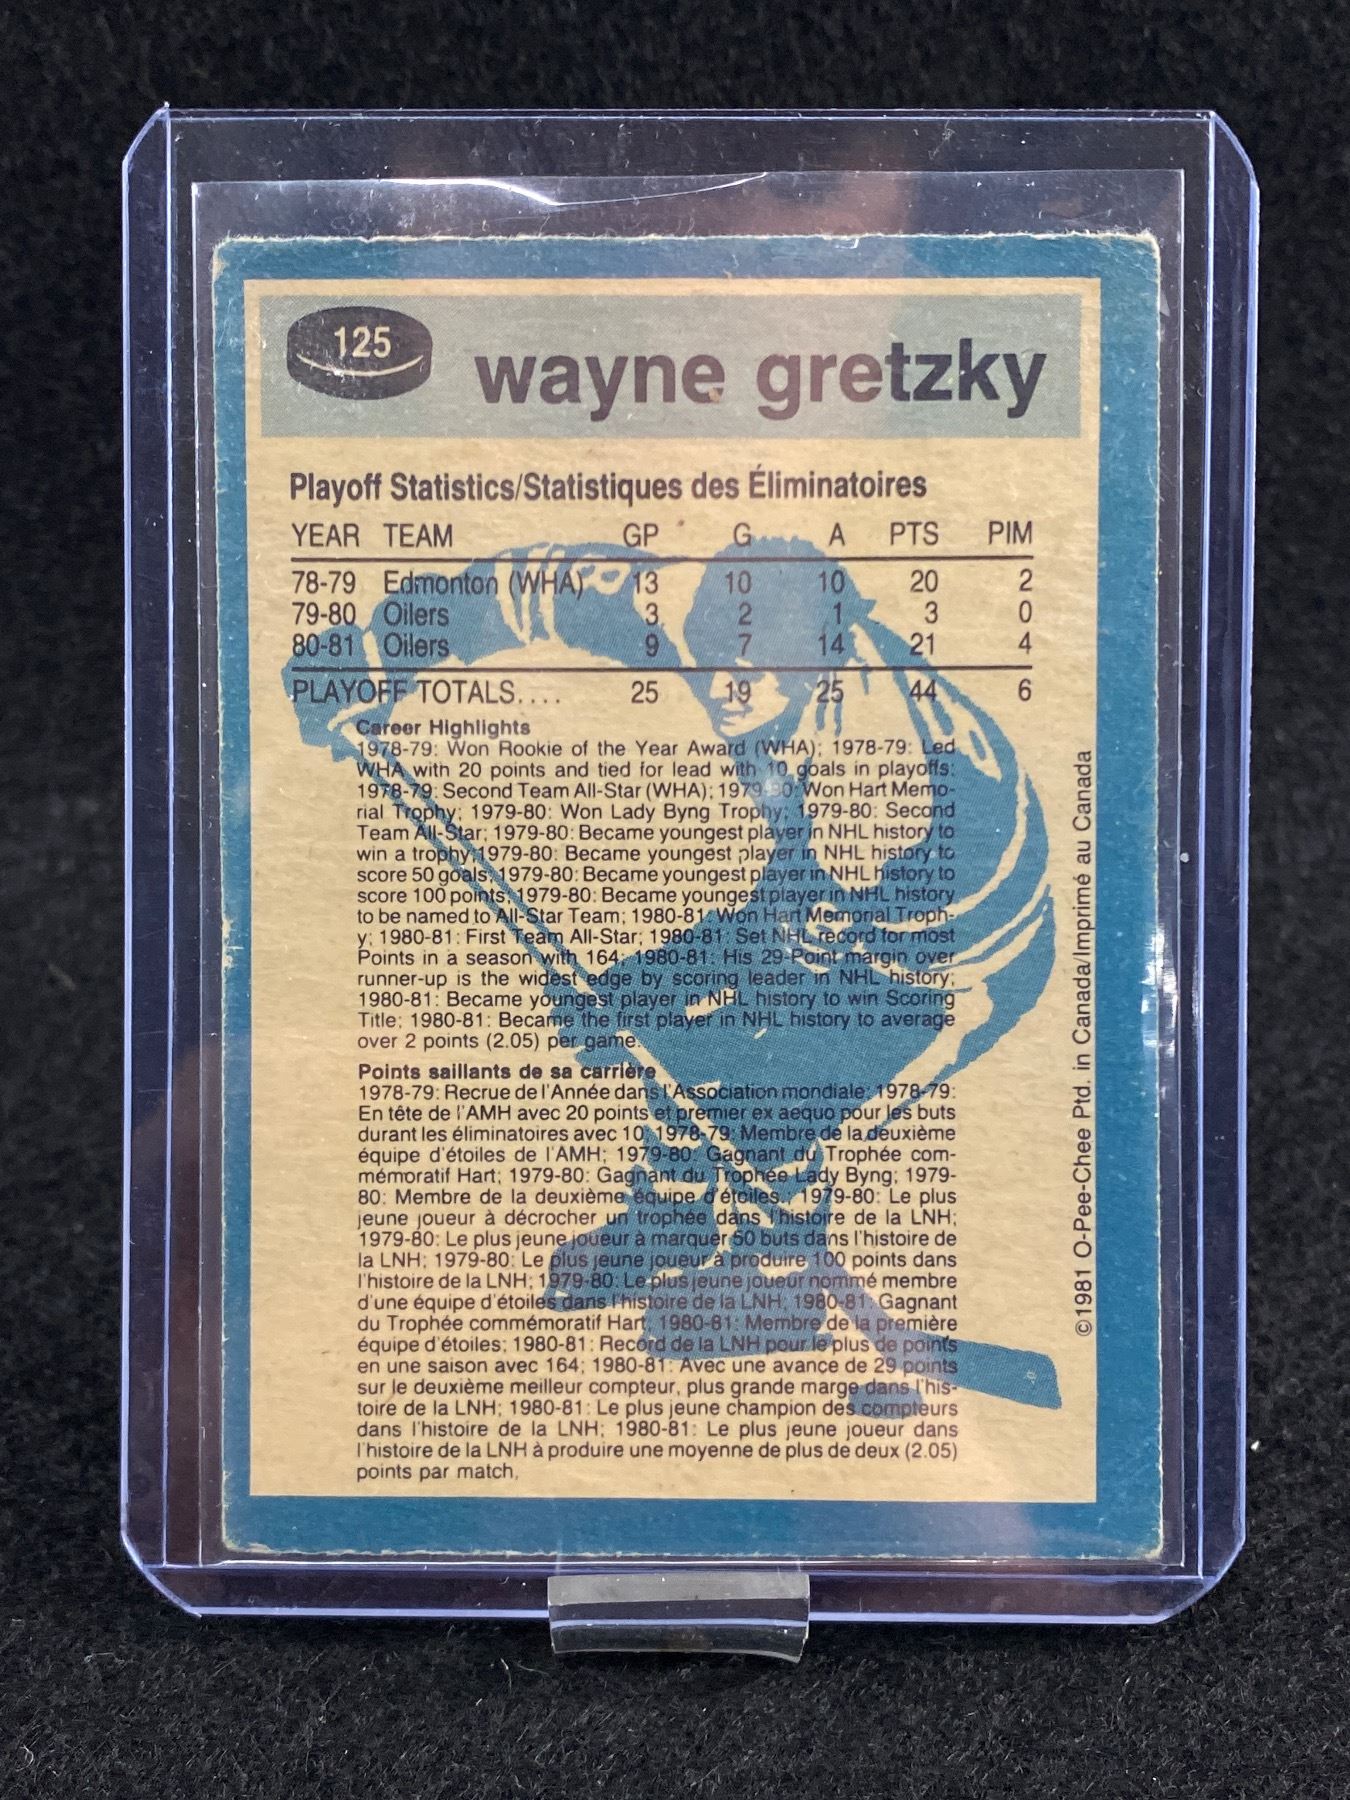 125
wayne gretzky
Playoff Statistics/Statistiques des Éliminatoires
YEAR TEAM GP G A PTS PIM
78-79 Edmonton (WHA) 13 10 10 20 2
79-80 Oilers 3 2 1 3 0
80-81 Oilers 9 7 14 21 4
PLAYOFF TOTALS.... 25 19 25 44 6
Career Highlights
1978-79: Won Rookie of the Year Award (WHA); 1978-79: Led
WHA with 20 points and tied for lead with 10 goals in playoffs:
1978-79: Second Team All-Star (WHA); 1979-80: Won Hart Memo-
rial Trophy; 1979-80: Won Lady Byng Trophy; 1979-80: Second
Team All-Star; 1979-80: Became youngest player in NHL history to
win a trophy;1979-80: Became youngest player in NHL history to
score 50 goals; 1979-80: Became youngest player in NHL history to
score 100 points; 1979-80: Became youngest player in NHL history
to be named to All-Star Team; 1980-81: Won Hart Memorial Troph-
y; 1980-81: First Team All-Star; 1980-81: Set NHL record for most
Points in a season with 164; 1980-81: His 29-Point margin over
runner-up is the widest edge by scoring leader in NHL history;
1980-81: Became youngest player in NHL history to win Scoring
Title; 1980-81: Became the first player in NHL history to average
over 2 points (2.05) per game.
Points saillants de sa carrière
1978-79: Recrue de l'Année dans l'Association mondiale; 1978-79:
En tête de l'AMH avec 20 points et premier ex aequo pour les buts
durant les éliminatoires avec 10; 1978-79: Membre de la deuxième
équipe d'étoiles de l'AMH; 1979-80: Gagnant du Trophée com-
mémoratif Hart; 1979-80: Gagnant du Trophée Lady Byng; 1979-
80: Membre de la deuxième équipe d'étoiles.; 1979-80: Le plus
jeune joueur à décrocher un trophée dans l'histoire de la LNH;
1979-80: Le plus jeune joueur à marquer 50 buts dans l'histoire de
la LNH; 1979-80: Le plus jeune joueur à produire 100 points dans
l'histoire de la LNH; 1979-80: Le plus jeune joueur nommé membre
d'une équipe d'étoiles dans l'histoire de la LNH; 1980-81: Gagnant
du Trophée commémoratif Hart, 1980-81: Membre de la première
équipe d'étoiles; 1980-81: Record de la LNH pour le plus de points
en une saison avec 164; 1980-81: Avec une avance de 29 points
sur le deuxième meilleur compteur, plus grande marge dans l'his-
toire de la LNH; 1980-81: Le plus jeune champion des compteurs
dans l'histoire de la LNH; 1980-81: Le plus jeune joueur dans
l'histoire de la LNH à produire une moyenne de plus de deux (2.05)
points par match,
©1981 O-Pee-Chee Ptd. in Canada/Imprimé au Canada